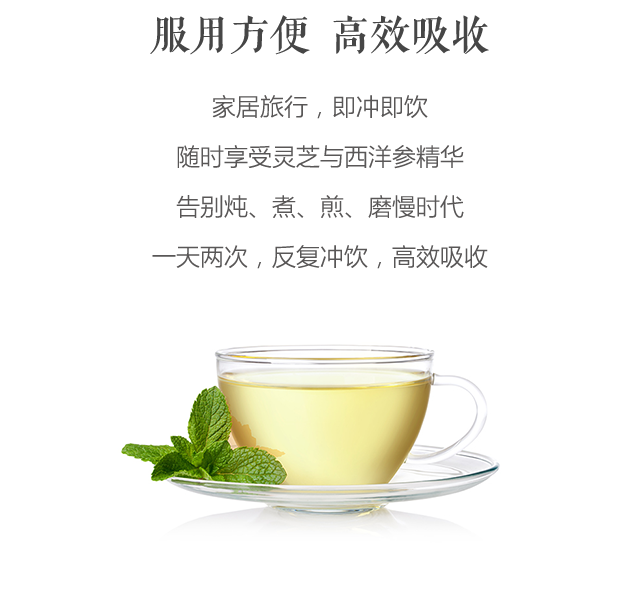 服用方便 高效吸收
家居旅行，即冲即饮
随时享受灵芝与西洋参精华
告别炖、煮、煎、磨慢时代
一天两次，反复冲饮，高效吸收